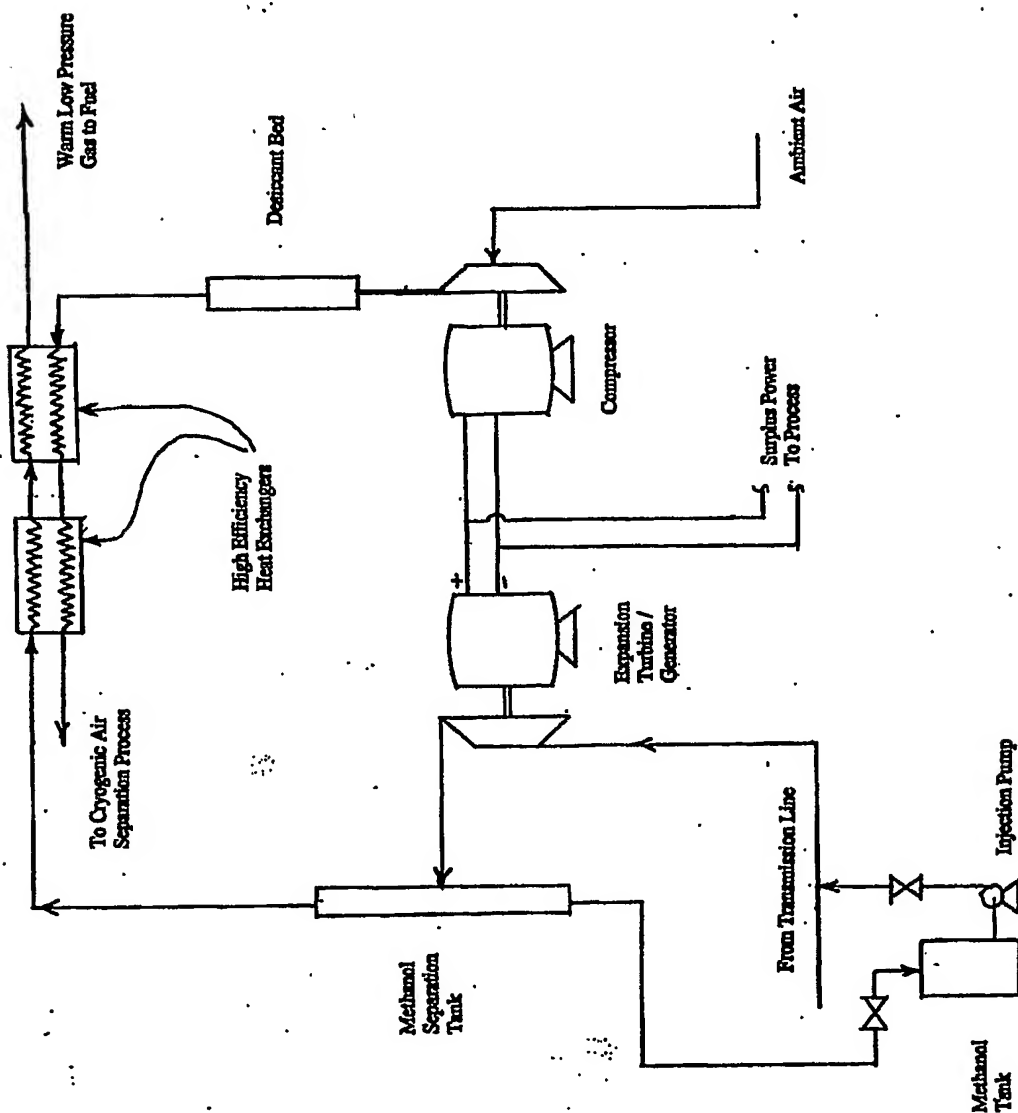 Warm Low Pressure
Gas to Fuel
Desiccant Bed
Ambient Air
High Efficiency
Heat Exchangers
Compressor
Surplus Power
To Process
To Cryogenic Air
Separation Process
+
-
Expansion
Turbine /
Generator
Methanol
Separation
Tank
From Transmission Line
Injection Pump
Methanol
Tank